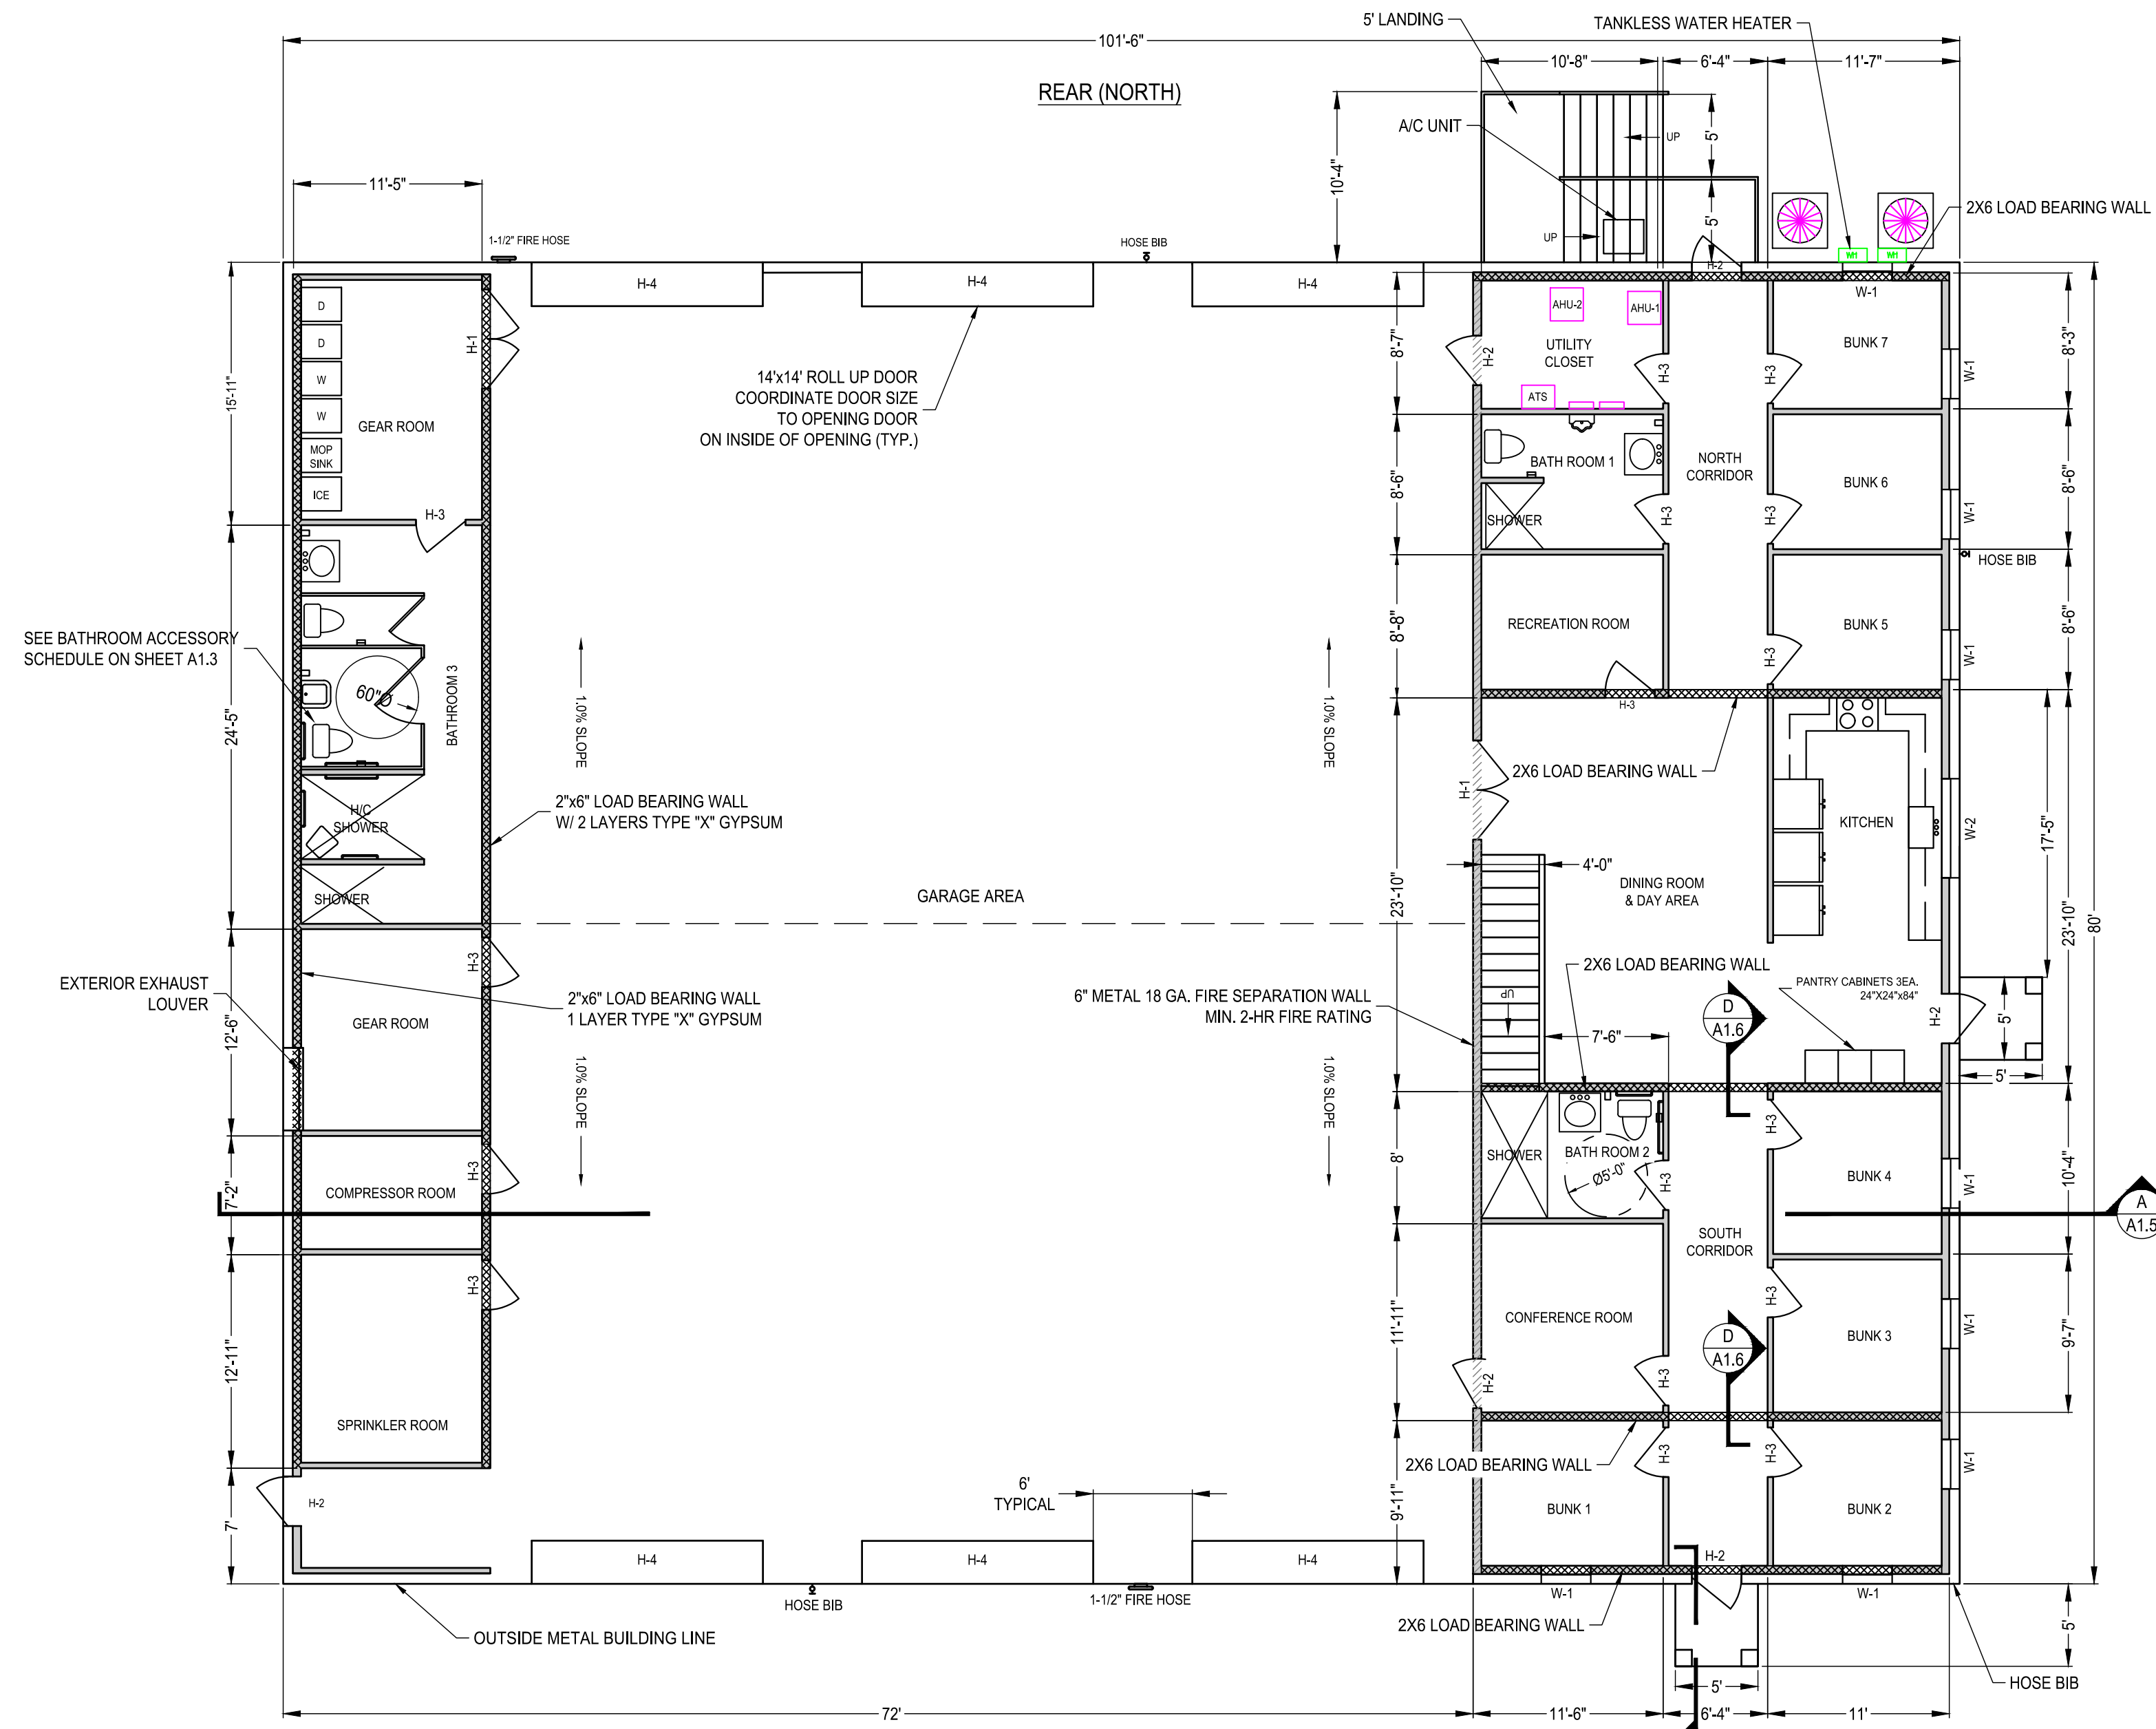 5' LANDING
TANKLESS WATER HEATER
101'-6"
10'-8"
6'-4"
11'-7"
REAR (NORTH)
A/C UNIT
UP
5'
10'-4"
5'
UP
2X6 LOAD BEARING WALL
11'-5"
1-1/2" FIRE HOSE
HOSE BIB
H-2
WH
WH
H-4
H-4
H-4
W-1
D
D
W
W
MOP
SINK
ICE
GEAR ROOM
H-1
15'-11"
H-3
14'x14' ROLL UP DOOR
COORDINATE DOOR SIZE
TO OPENING DOOR
ON INSIDE OF OPENING (TYP.)
8'-7"
H-2
AHU-2
AHU-1
UTILITY
CLOSET
ATS
H-3
H-3
BUNK 7
W-1
8'-3"
8'-6"
BATH ROOM 1
SHOWER
H-3
NORTH
CORRIDOR
H-3
BUNK 6
W-1
8'-6"
HOSE BIB
8'-8"
RECREATION ROOM
H-3
H-3
BUNK 5
W-1
8'-6"
SEE BATHROOM ACCESSORY
SCHEDULE ON SHEET A1.3
60"Ø
BATHROOM 3
24'-5"
H/C
SHOWER
SHOWER
1.0% SLOPE
1.0% SLOPE
2"x6" LOAD BEARING WALL
W/ 2 LAYERS TYPE "X" GYPSUM
GARAGE AREA
H-1
2X6 LOAD BEARING WALL
KITCHEN
W-2
17'-5"
4'-0"
DINING ROOM
& DAY AREA
23'-10"
23'-10"
80'
EXTERIOR EXHAUST
LOUVER
GEAR ROOM
H-3
12'-6"
2"x6" LOAD BEARING WALL
1 LAYER TYPE "X" GYPSUM
6" METAL 18 GA. FIRE SEPARATION WALL
MIN. 2-HR FIRE RATING
2X6 LOAD BEARING WALL
UP
7'-6"
D
A1.6
PANTRY CABINETS 3EA.
24"X24"x84"
H-2
5'
5'
1.0% SLOPE
1.0% SLOPE
7'-2"
COMPRESSOR ROOM
H-3
8'
SHOWER
BATH ROOM 2
Ø5'-0"
H-3
H-3
BUNK 4
W-1
10'-4"
A
A1.5
SOUTH
CORRIDOR
12'-11"
SPRINKLER ROOM
H-3
11'-11"
CONFERENCE ROOM
H-2
H-3
D
A1.6
H-3
BUNK 3
W-1
9'-7"
2X6 LOAD BEARING WALL
9'-11"
BUNK 1
H-3
H-3
BUNK 2
W-1
7'
H-2
6'
TYPICAL
H-4
H-4
H-4
H-2
HOSE BIB
1-1/2" FIRE HOSE
W-1
W-1
OUTSIDE METAL BUILDING LINE
2X6 LOAD BEARING WALL
5'
5'
HOSE BIB
72'
11'-6"
6'-4"
11'